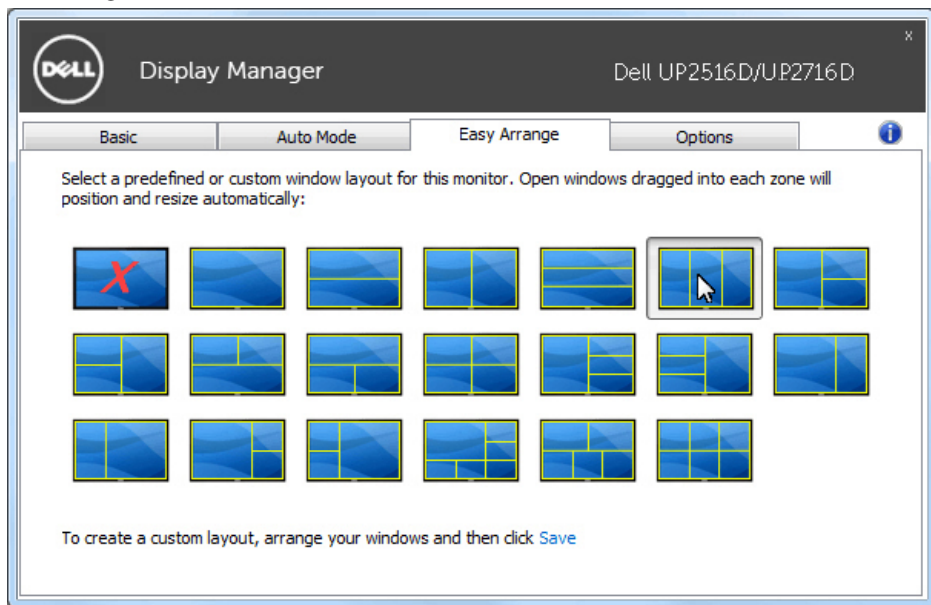 DELL
Display Manager
Dell UP2516D/UP2716D
x
Basic
Auto Mode
Easy Arrange
Options
i
Select a predefined or custom window layout for this monitor. Open windows dragged into each zone will
position and resize automatically:
X
To create a custom layout, arrange your windows and then click Save